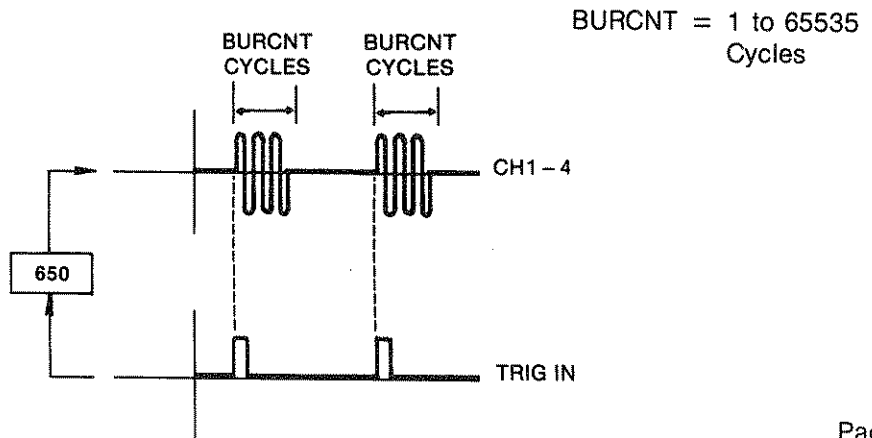 BURCNT = 1 to 65535
Cycles
BURCNT
CYCLES
BURCNT
CYCLES
CH1–4
650
TRIG IN